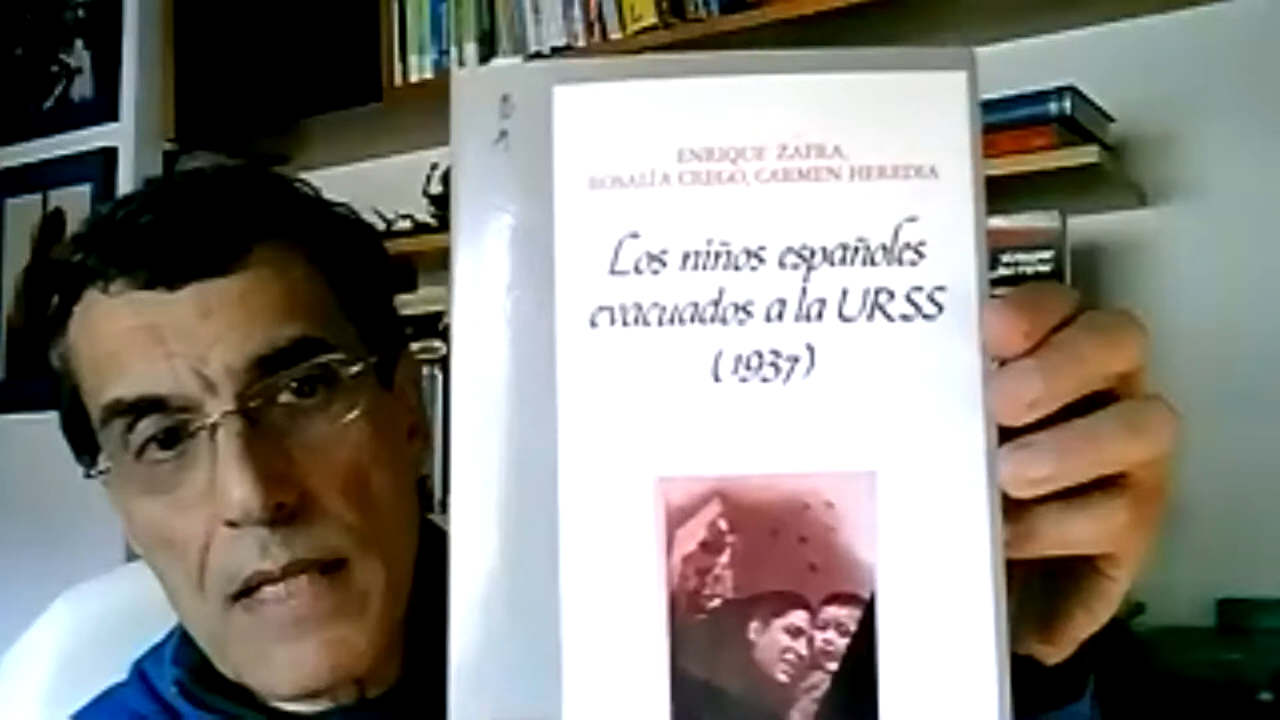 ENRIQUE ZAFRA,
ROSALÍA CREGO, CARMEN HEREDIA
Los niños españoles
evacuados a la URSS
(1937)